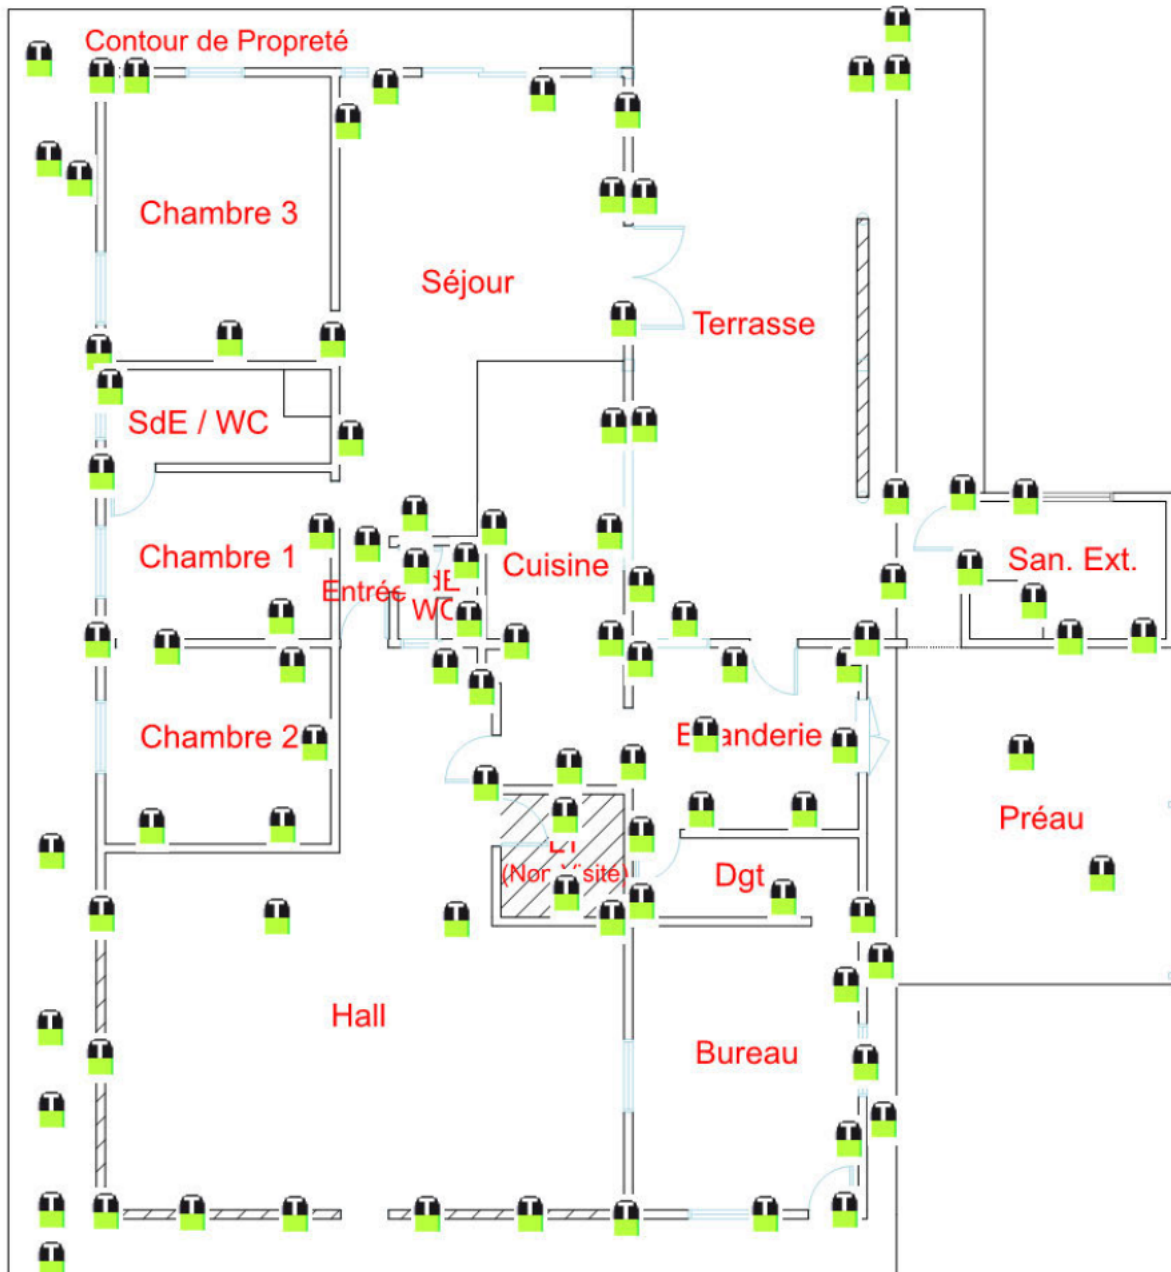 Contour de Propreté
Chambre 3
Séjour
Terrasse
SdE / WC
Chambre 1
Cuisine
San. Ext.
Entrée
WC
Chambre 2
Préau
Dgt
Hall
Bureau